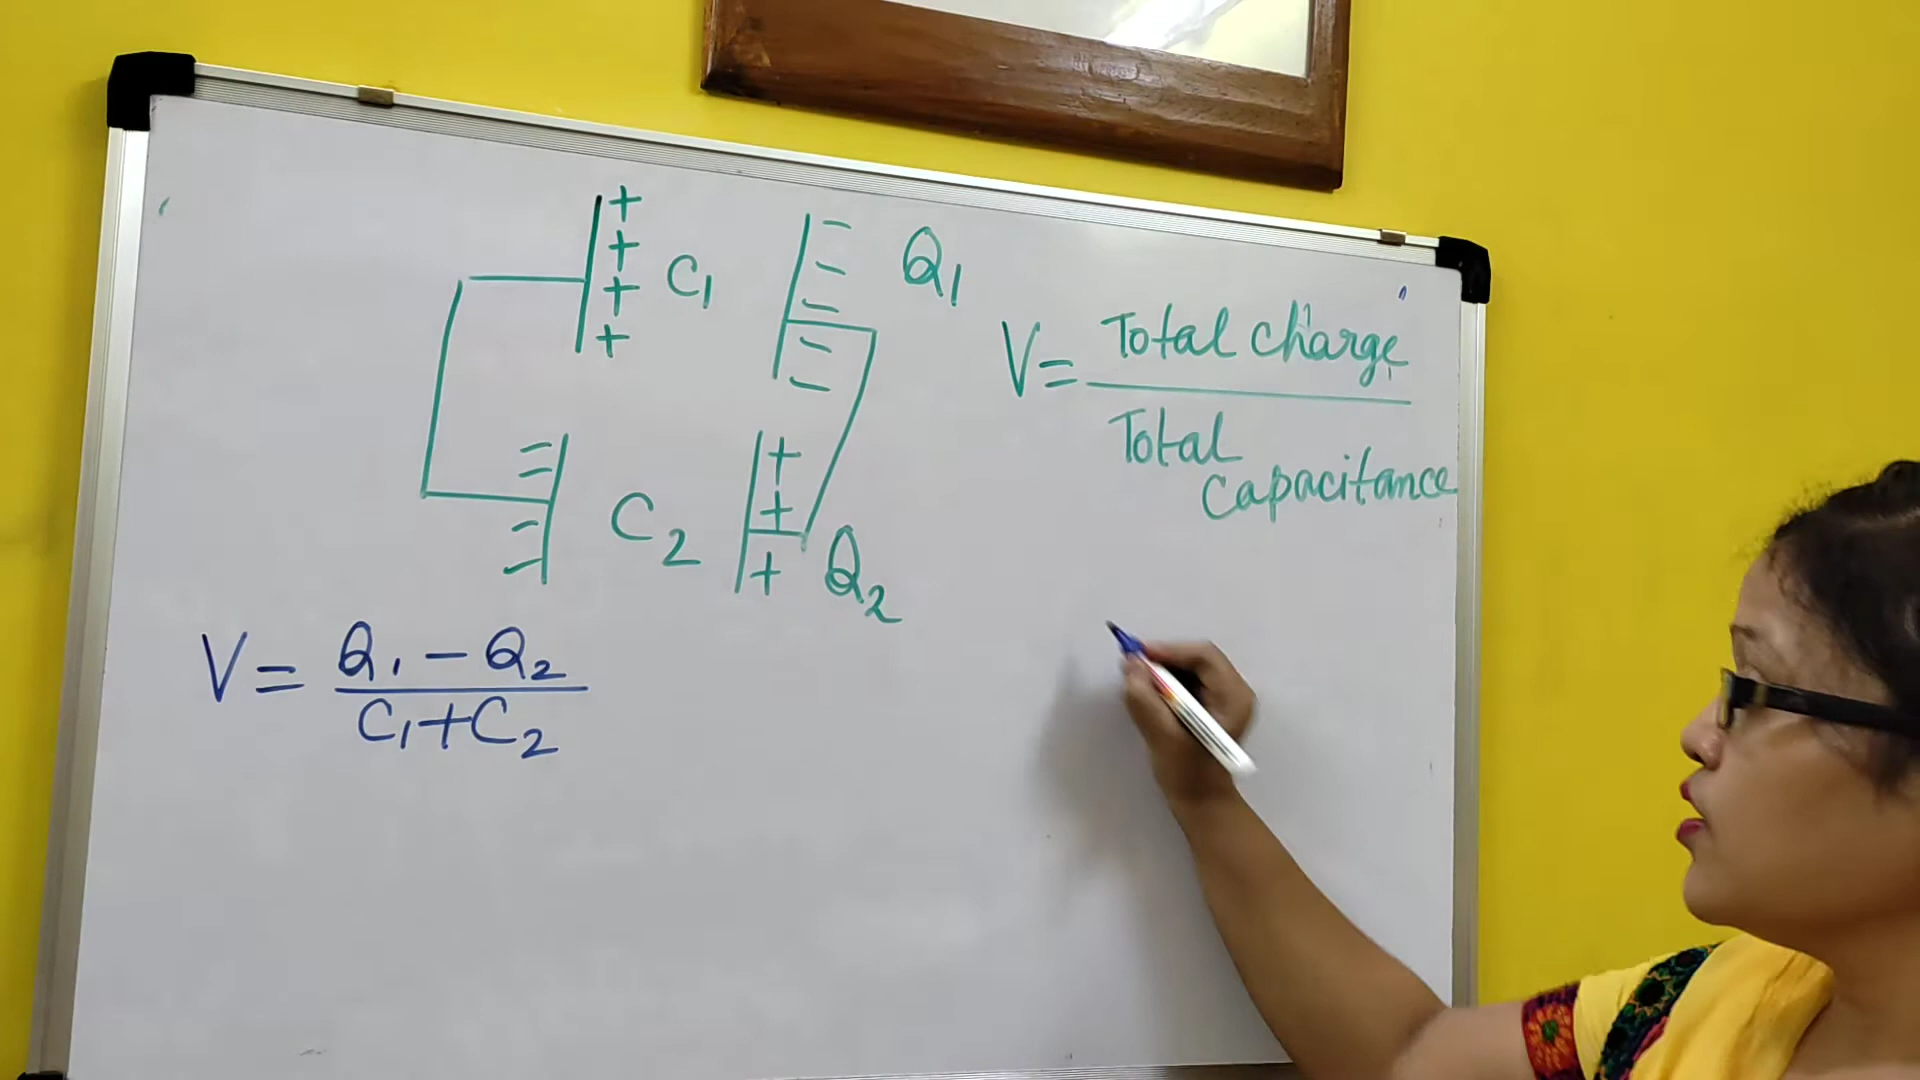 +
+
+
+
C1
−
−
−
−
−
Q1
−
−
−
−
C2
+
+
+
Q2
V = Total charge
Total
Capacitance
V = Q1 − Q2
C1 + C2